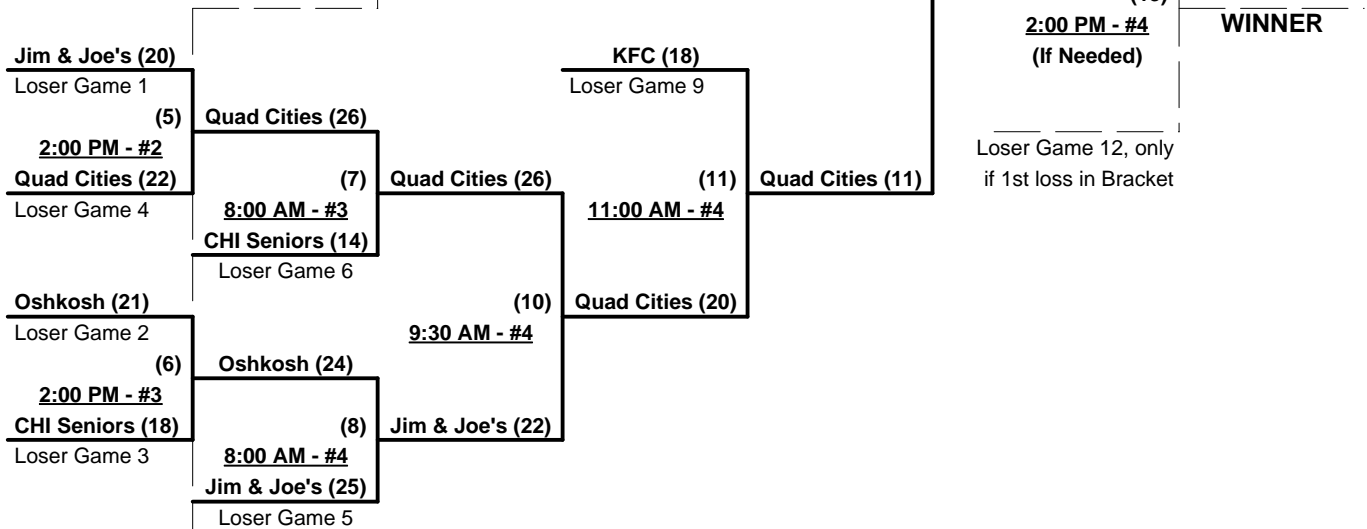 2:00 PM - #4
WINNER
(If Needed)
Jim & Joe's (20)
Loser Game 1
KFC (18)
Loser Game 9
(5)
2:00 PM - #2
Quad Cities (26)
Loser Game 12, only
if 1st loss in Bracket
Quad Cities (22)
Loser Game 4
(7)
8:00 AM - #3
Quad Cities (26)
(11)
11:00 AM - #4
Quad Cities (11)
CHI Seniors (14)
Loser Game 6
Oshkosh (21)
Loser Game 2
(10)
9:30 AM - #4
Quad Cities (20)
(6)
2:00 PM - #3
Oshkosh (24)
CHI Seniors (18)
Loser Game 3
(8)
8:00 AM - #4
Jim & Joe's (22)
Jim & Joe's (25)
Loser Game 5